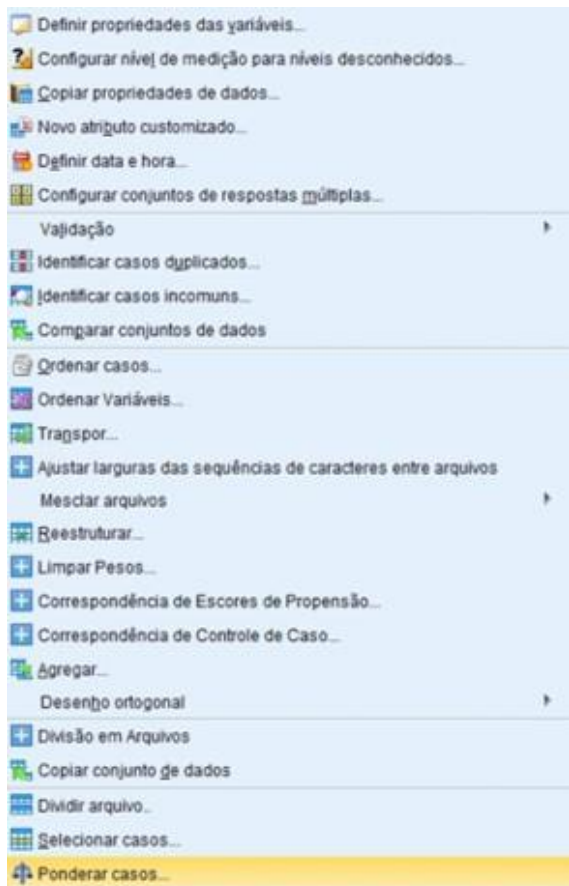 Definir propriedades das variáveis...
Configurar nível de medição para níveis desconhecidos...
Copiar propriedades de dados...
Novo atributo customizado...
Definir data e hora...
Configurar conjuntos de respostas múltiplas...
Validação
Identificar casos duplicados...
Identificar casos incomuns...
Comparar conjuntos de dados
Ordenar casos...
Ordenar Variáveis...
Transpor...
Ajustar larguras das sequências de caracteres entre arquivos
Mesclar arquivos
Reestruturar...
Limpar Pesos...
Correspondência de Escores de Propensão...
Correspondência de Controle de Caso...
Agregar...
Desenho ortogonal
Divisão em Arquivos
Copiar conjunto de dados
Dividir arquivo..
Selecionar casos...
Ponderar casos...